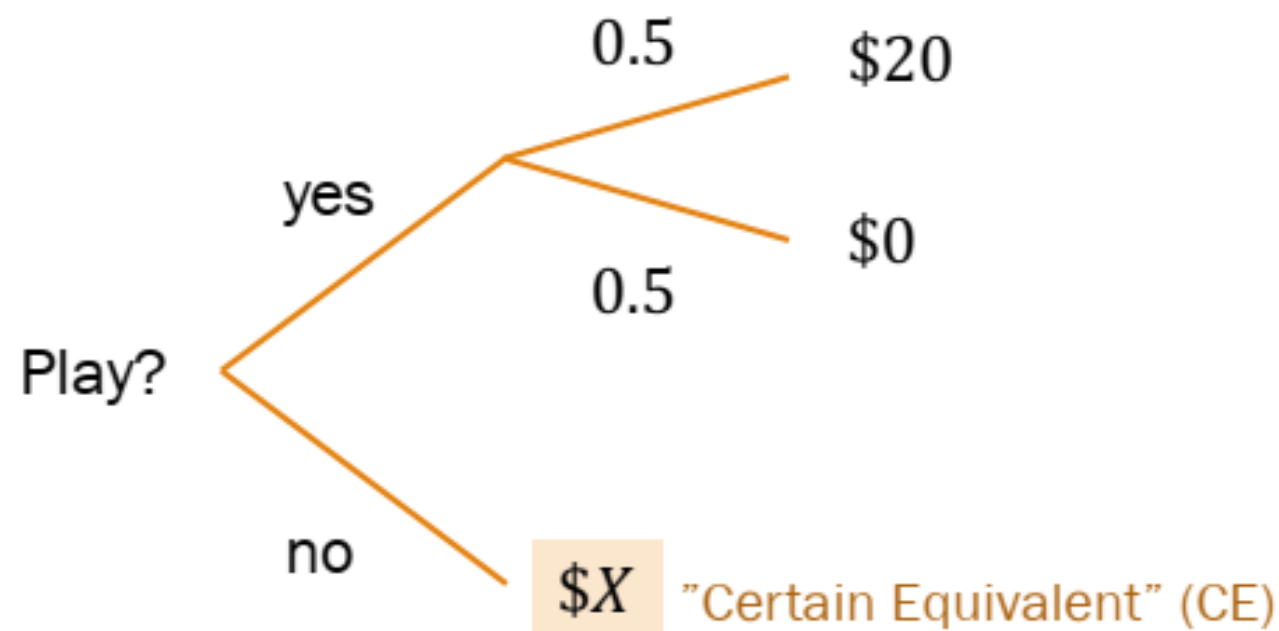 0.5
$20
yes
$0
0.5
Play?
no
$X
”Certain Equivalent” (CE)